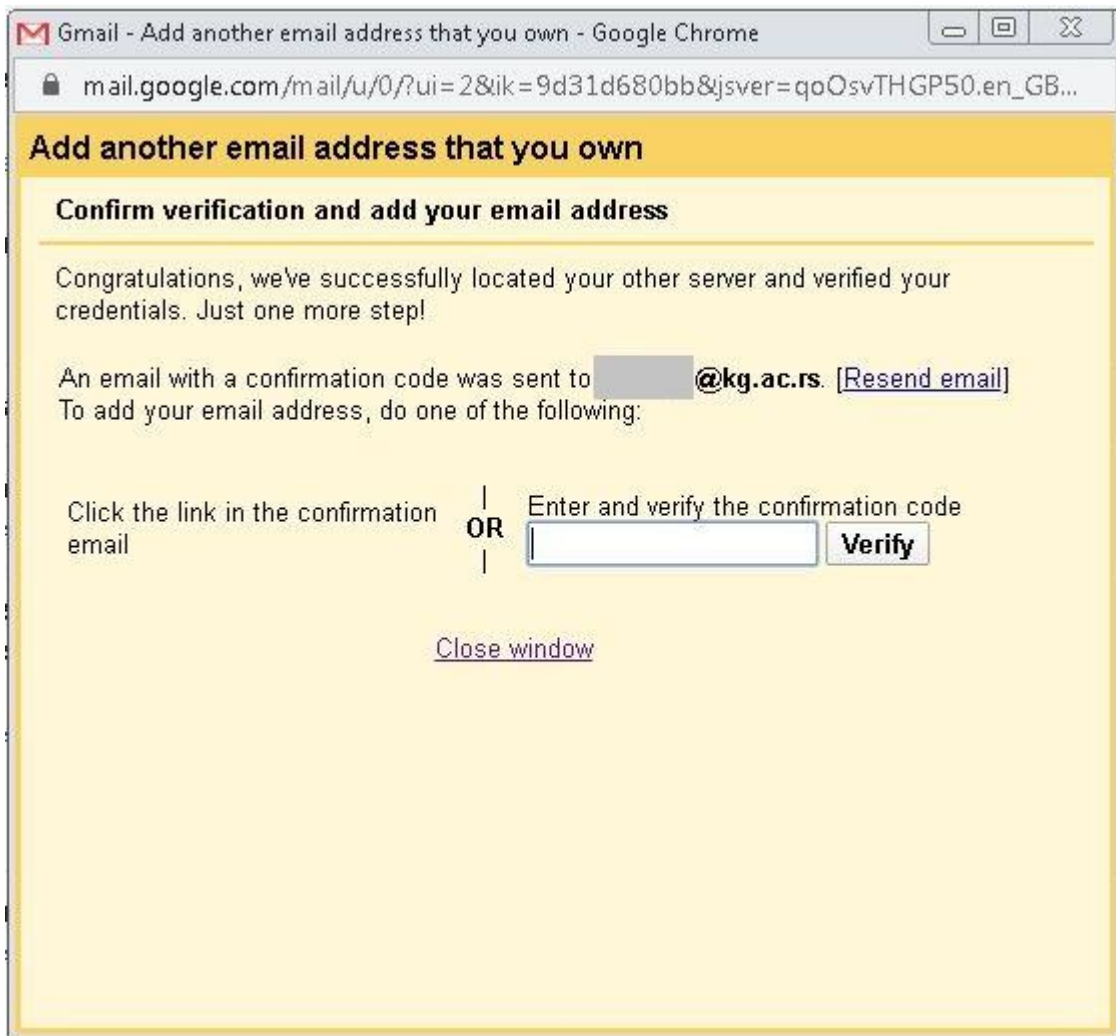 Gmail - Add another email address that you own - Google Chrome
mail.google.com/mail/u/0/?ui=2&ik=9d31d680bb&jsver=qoOsvTHGP50.en_GB...
Add another email address that you own
Confirm verification and add your email address
Congratulations, we've successfully located your other server and verified your
credentials. Just one more step!
An email with a confirmation code was sent to @kg.ac.rs. [Resend email]
To add your email address, do one of the following:
Click the link in the confirmation
email
|
OR
|
Enter and verify the confirmation code
Verify
Close window